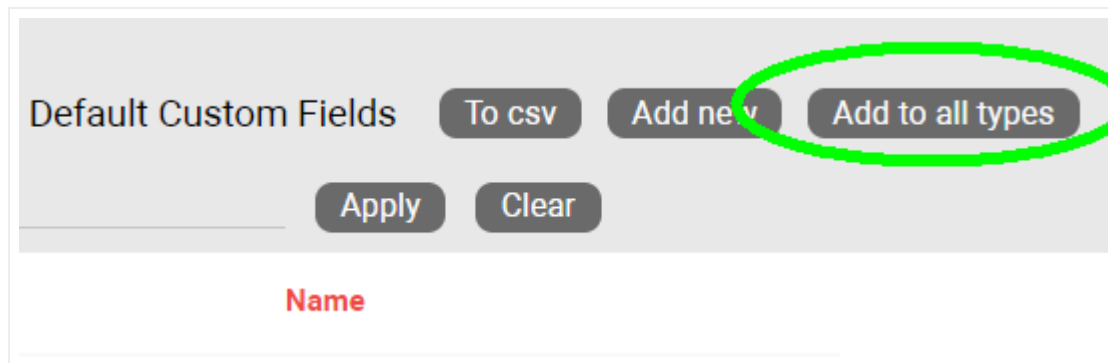 Default Custom Fields To csv Add new Add to all types
Apply Clear
Name